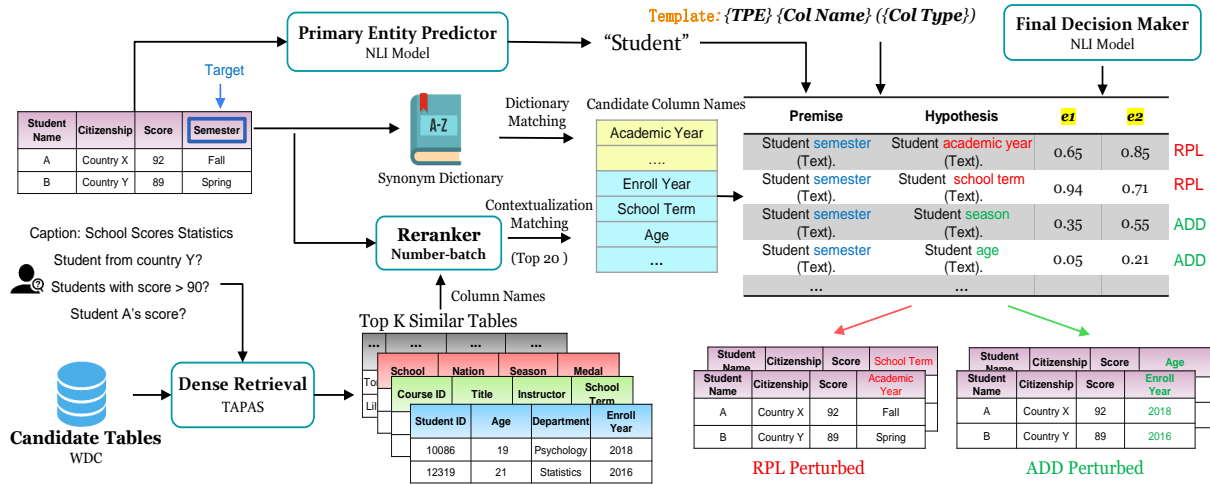 Template: {TPE} {Col Name} ({Col Type})
Primary Entity Predictor
NLI Model
“Student”
Final Decision Maker
NLI Model
Target
Student Name Citizenship Score Semester
A Country X 92 Fall
B Country Y 89 Spring
A-Z
Synonym Dictionary
Dictionary
Matching
Candidate Column Names
Academic Year
....
Enroll Year
School Term
Age
...
Contextualization
Matching
(Top 20 )
Reranker
Number-batch
Column Names
Premise Hypothesis e1 e2
Student semester (Text). Student academic year (Text). 0.65 0.85 RPL
Student semester (Text). Student school term (Text). 0.94 0.71 RPL
Student semester (Text). Student season (Text). 0.35 0.55 ADD
Student semester (Text). Student age (Text). 0.05 0.21 ADD
... ...
Caption: School Scores Statistics
Student from country Y?
Students with score > 90?
Student A’s score?
Candidate Tables
WDC
Dense Retrieval
TAPAS
Top K Similar Tables
... ... ... ...
School Nation Season Medal
To
Lil
Course ID Title Instructor School Term
Student ID Age Department Enroll Year
10086 19 Psychology 2018
12319 21 Statistics 2016
Student Name Citizenship Score School Term
Student Name Citizenship Score Academic Year
A Country X 92 Fall
B Country Y 89 Spring
RPL Perturbed
Student Name Citizenship Score Age
Student Name Citizenship Score Enroll Year
A Country X 92 2018
B Country Y 89 2016
ADD Perturbed